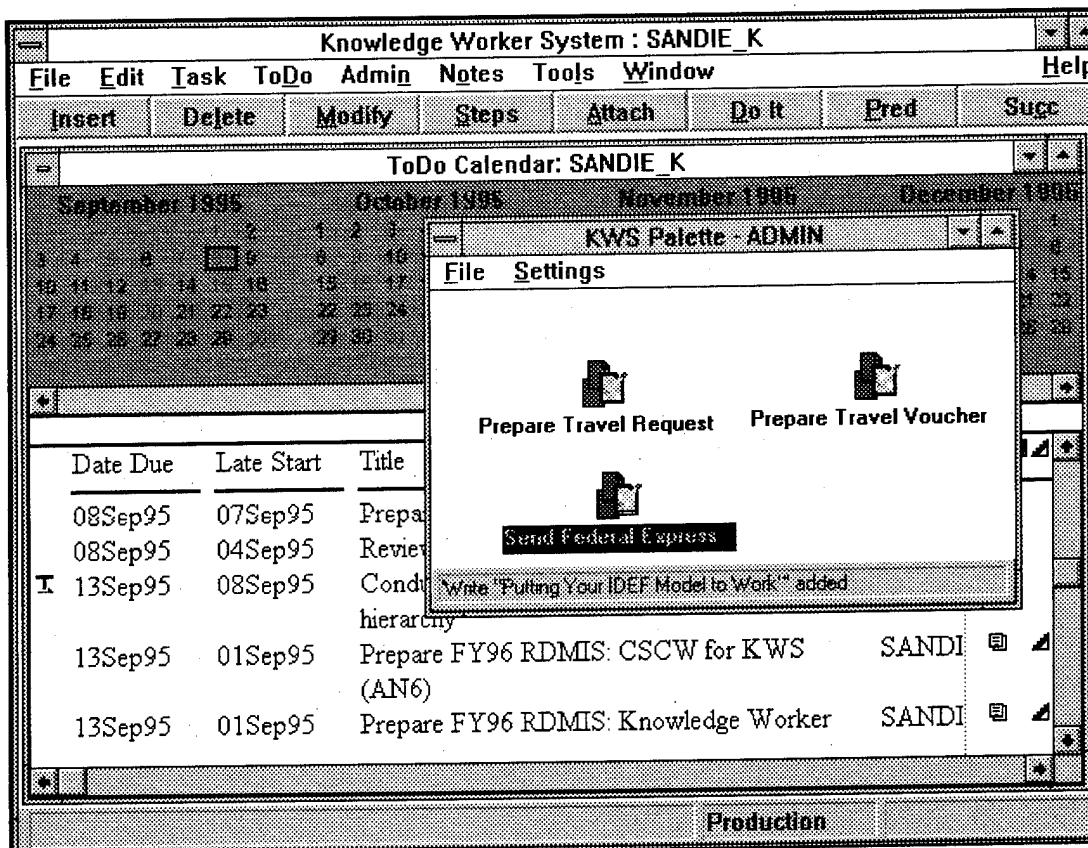 Knowledge Worker System : SANDIE_K
File Edit Task ToDo Admin Notes Tools Window Help
Insert Delete Modify Steps Attach Do It Pred Succ
ToDo Calendar: SANDIE_K
September 1995 October 1995 November 1995 December 1995
KWS Palette - ADMIN
File Settings
Prepare Travel Request Prepare Travel Voucher
Send Federal Express
'Write "Putting Your IDEF Model to Work"' added
Date Due Late Start Title
08Sep95 07Sep95 Prepa
08Sep95 04Sep95 Review
13Sep95 08Sep95 Condu
hierarchy"
13Sep95 01Sep95 Prepare FY96 RDMIS: CSCW for KWS SANDI
(AN6)
13Sep95 01Sep95 Prepare FY96 RDMIS: Knowledge Worker SANDI
Production